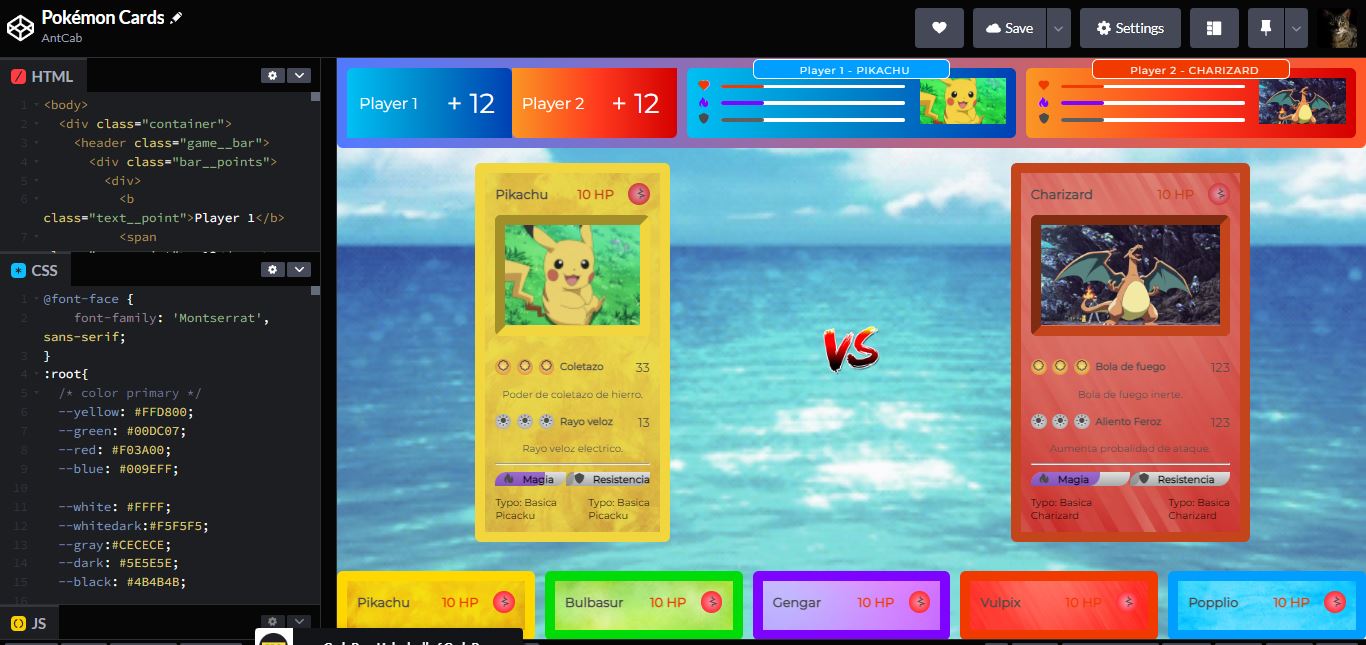 Pokémon Cards
AntCab
Save
Settings
HTML
1 <body>
2 <div class="container">
3 <header class="game__bar">
4 <div class="bar__points">
5 <div>
6 <b
class="text__point">Player 1</b>
7 <span
CSS
1 @font-face {
2 font-family: 'Montserrat',
sans-serif;
3 }
4 :root{
5 /* color primary */
6 --yellow: #FFD800;
7 --green: #00DC07;
8 --red: #F03A00;
9 --blue: #009EFF;
10
11 --white: #FFFF;
12 --whitedark:#F5F5F5;
13 --gray:#CECECE;
14 --dark: #5E5E5E;
15 --black: #4B4B4B;
16
JS
Player 1 + 12
Player 2 + 12
Player 1 - PIKACHU
Player 2 - CHARIZARD
Pikachu 10 HP
Coletazo 33
Poder de coletazo de hierro.
Rayo veloz 13
Rayo veloz electrico.
Magia Resistencia
Typo: Basica Typo: Basica
Picacku Picacku
VS
Charizard 10 HP
Bola de fuego 123
Bola de fuego inerte.
Aliento Feroz 123
Aumenta probalidad de ataque.
Magia Resistencia
Typo: Basica Typo: Basica
Charizard Charizard
Pikachu 10 HP
Bulbasur 10 HP
Gengar 10 HP
Vulpix 10 HP
Popplio 10 HP